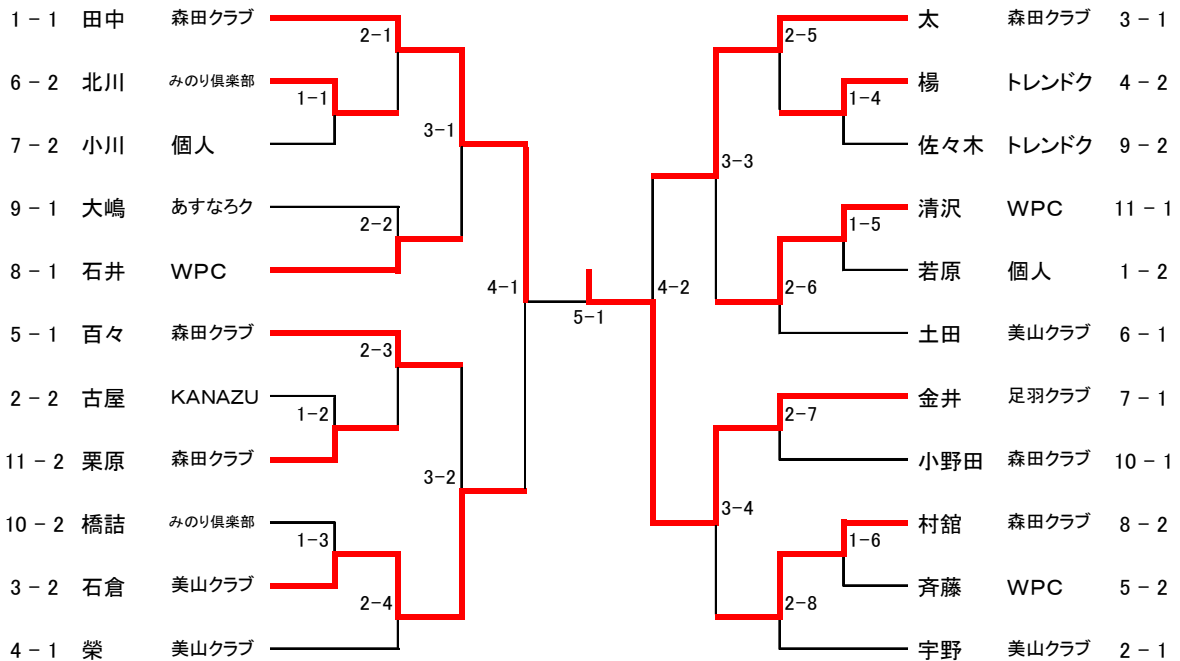 1 - 1 田中 森田クラブ
6 - 2 北川 みのり倶楽部
7 - 2 小川 個人
9 - 1 大嶋 あすなろク
8 - 1 石井 WPC
5 - 1 百々 森田クラブ
2 - 2 古屋 KANAZU
11 - 2 栗原 森田クラブ
10 - 2 橋詰 みのり倶楽部
3 - 2 石倉 美山クラブ
4 - 1 榮 美山クラブ
2-1
1-1
3-1
2-2
4-1
2-3
1-2
3-2
1-3
2-4
5-1
2-5
1-4
3-3
1-5
4-2
2-6
2-7
3-4
1-6
2-8
太 森田クラブ 3 - 1
楊 トレンドク 4 - 2
佐々木 トレンドク 9 - 2
清沢 WPC 11 - 1
若原 個人 1 - 2
土田 美山クラブ 6 - 1
金井 足羽クラブ 7 - 1
小野田 森田クラブ 10 - 1
村舘 森田クラブ 8 - 2
斉藤 WPC 5 - 2
宇野 美山クラブ 2 - 1